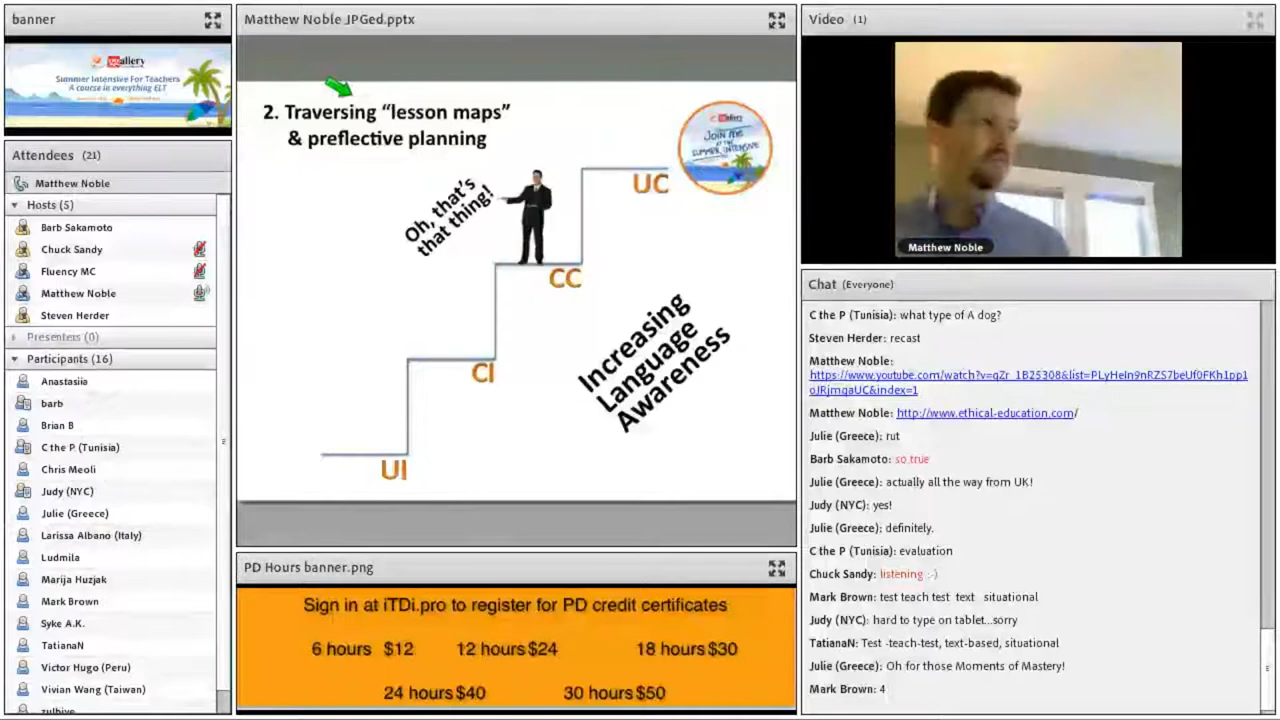 banner
WizIQ allery
Summer Intensive For Teachers
A course in everything ELT
Attendees (21)
Matthew Noble
Hosts (5)
Barb Sakamoto
Chuck Sandy
Fluency MC
Matthew Noble
Steven Herder
Presenters (0)
Participants (16)
Anastasiia
barb
Brian B
C the P (Tunisia)
Chris Meoli
Judy (NYC)
Julie (Greece)
Larissa Albano (Italy)
Ludmila
Marija Huzjak
Mark Brown
Syke A.K.
TatianaN
Victor Hugo (Peru)
Vivian Wang (Taiwan)
zulbiye
Matthew Noble JPGed.pptx
2. Traversing “lesson maps”
& preflective planning
JOIN ME
AT THE
SUMMER INTENSIVE
Oh, that's
that thing!
UC
CC
CI
UI
Increasing
Language
Awareness
PD Hours banner.png
Sign in at iTDi.pro to register for PD credit certificates
6 hours $12 12 hours $24 18 hours $30
24 hours $40 30 hours $50
Video (1)
Matthew Noble
Chat (Everyone)
C the P (Tunisia): what type of A dog?
Steven Herder: recast
Matthew Noble:
https://www.youtube.com/watch?v=qZr_1B25308&list=PLyHeIn9nRZS7beUf0FKh1pp1
oJRjmqaUC&index=1
Matthew Noble: http://www.ethical-education.com/
Julie (Greece): rut
Barb Sakamoto: so true
Julie (Greece): actually all the way from UK!
Judy (NYC): yes!
Julie (Greece): definitely.
C the P (Tunisia): evaluation
Chuck Sandy: listening :-)
Mark Brown: test teach test text situational
Judy (NYC): hard to type on tablet...sorry
TatianaN: Test -teach-test, text-based, situational
Julie (Greece): Oh for those Moments of Mastery!
Mark Brown: 4